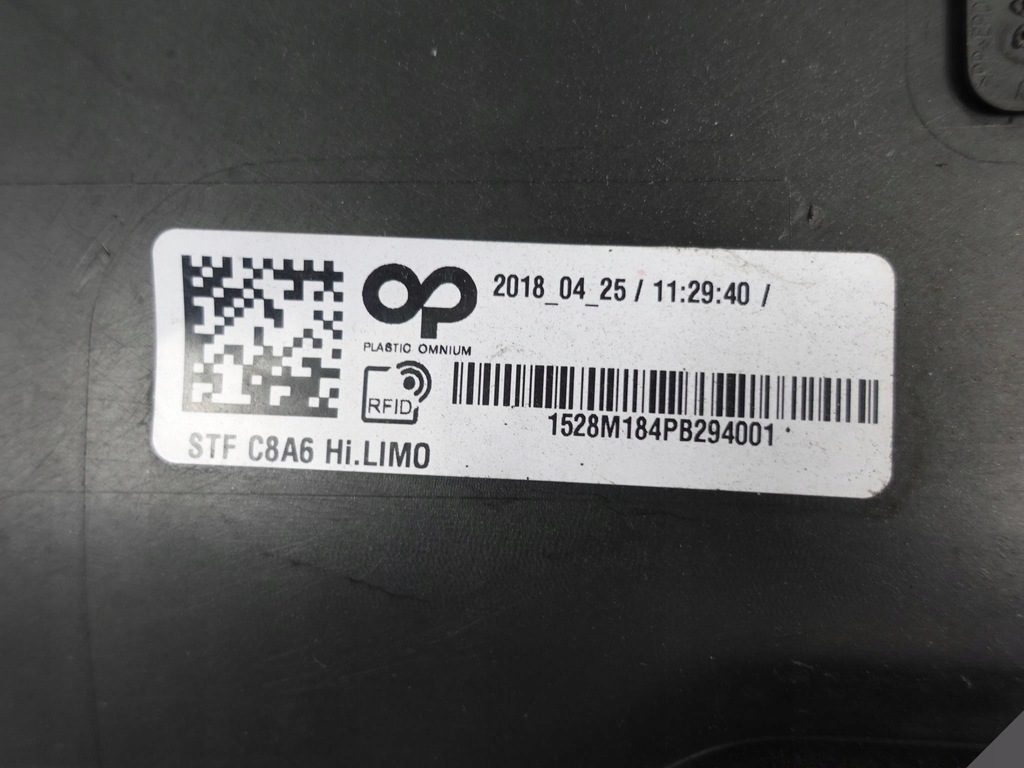 2018_04_25 / 11:29:40 /
PLASTIC OMNIUM
RFID
1528M184PB294001
STF C8A6 Hi.LIMO